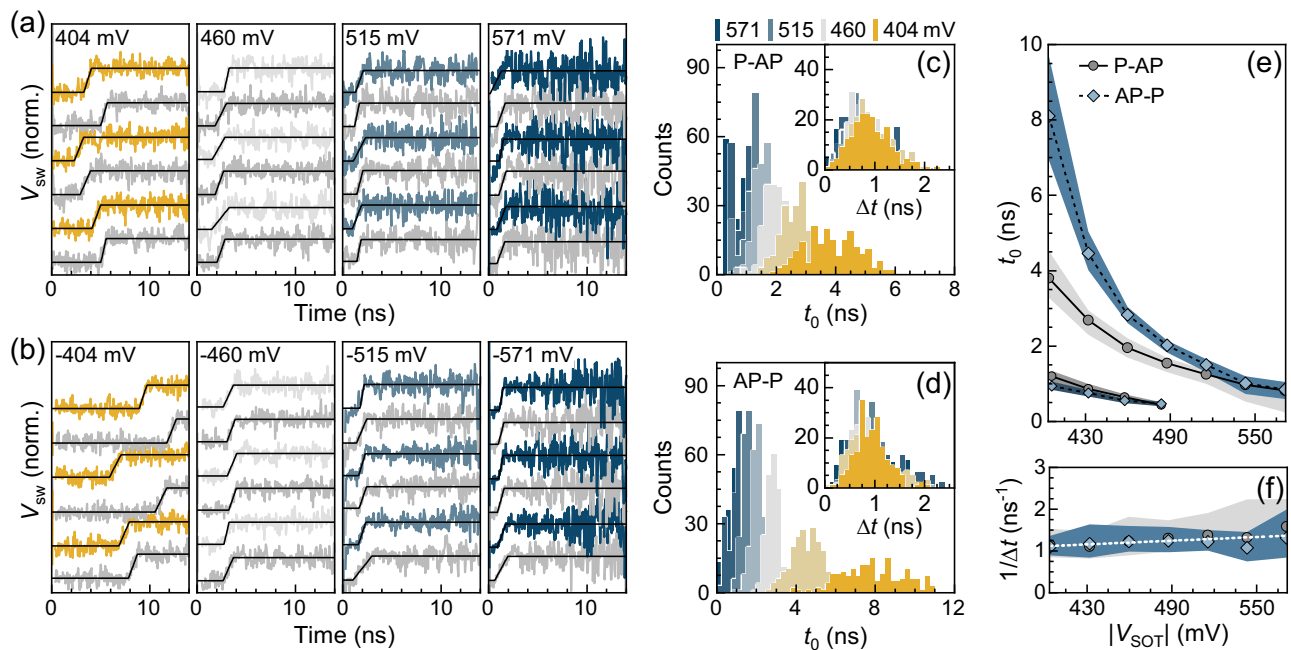 (a)
404 mV
460 mV
515 mV
571 mV
V_sw (norm.)
0 10 0 10 0 10 0 10
Time (ns)
(b)
-404 mV
-460 mV
-515 mV
-571 mV
V_sw (norm.)
0 10 0 10 0 10 0 10
Time (ns)
571 515 460 404 mV
P-AP
(c)
Counts
90
60
30
0
0 2 4 6 8
t_0 (ns)
40
20
0
0 1 2
Δt (ns)
AP-P
(d)
Counts
90
60
30
0
0 4 8 12
t_0 (ns)
40
20
0
0 1 2
Δt (ns)
(e)
P-AP
AP-P
t_0 (ns)
10
8
6
4
2
0
430 490 550
(f)
1/Δt (ns⁻¹)
3
2
1
0
430 490 550
|V_SOT| (mV)